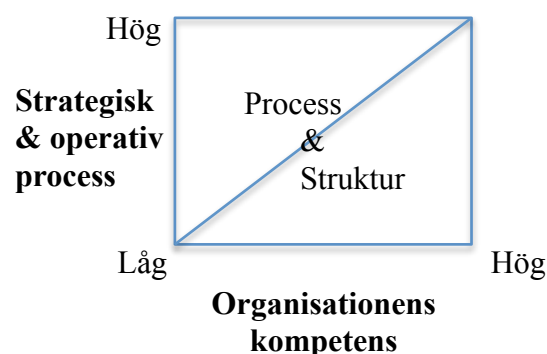 Hög
Strategisk
& operativ
process
Process
&
Struktur
Låg
Hög
Organisationens
kompetens